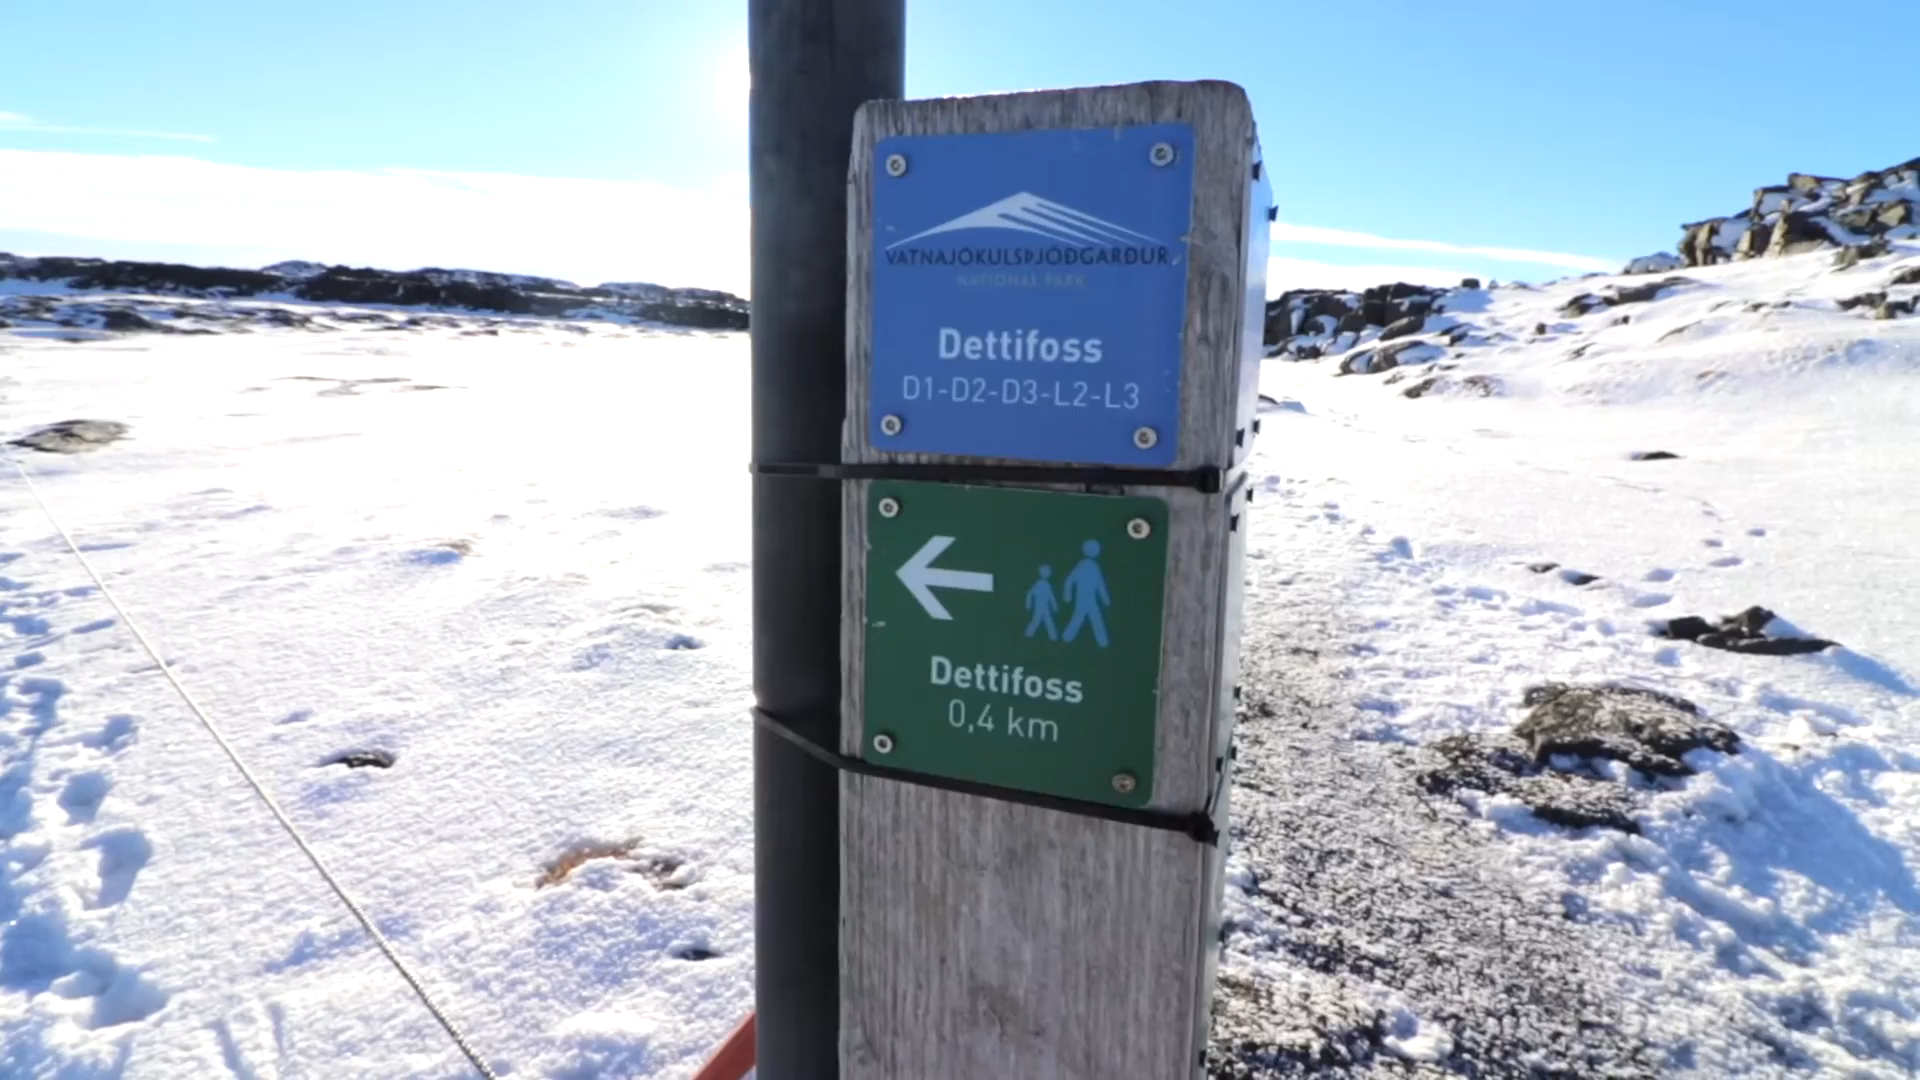 VATNAJÖKULSÞJÓÐGARÐUR
NATIONAL PARK
Dettifoss
D1-D2-D3-L2-L3
Dettifoss
0,4 km